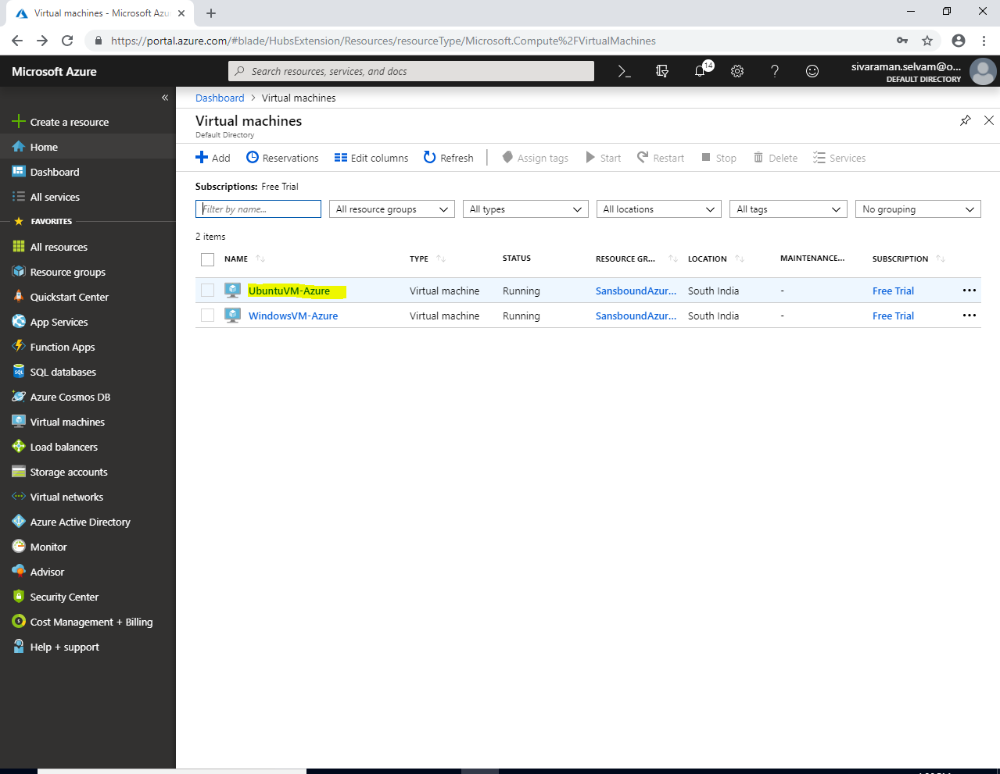 Virtual machines - Microsoft Azu
https://portal.azure.com/#blade/HubsExtension/Resources/resourceType/Microsoft.Compute%2FVirtualMachines
Microsoft Azure
Search resources, services, and docs
14
sivaraman.selvam@o...
DEFAULT DIRECTORY
Create a resource
Home
Dashboard
All services
FAVORITES
All resources
Resource groups
Quickstart Center
App Services
Function Apps
SQL
SQL databases
Azure Cosmos DB
Virtual machines
Load balancers
Storage accounts
Virtual networks
Azure Active Directory
Monitor
Advisor
Security Center
Cost Management + Billing
Help + support
Dashboard > Virtual machines
Virtual machines
Default Directory
Add Reservations Edit columns Refresh Assign tags Start Restart Stop Delete Services
Subscriptions: Free Trial
Filter by name... All resource groups All types All locations All tags No grouping
2 items
NAME TYPE STATUS RESOURCE GR... LOCATION MAINTENANCE... SUBSCRIPTION
UbuntuVM-Azure Virtual machine Running SansboundAzur... South India - Free Trial
WindowsVM-Azure Virtual machine Running SansboundAzur... South India - Free Trial